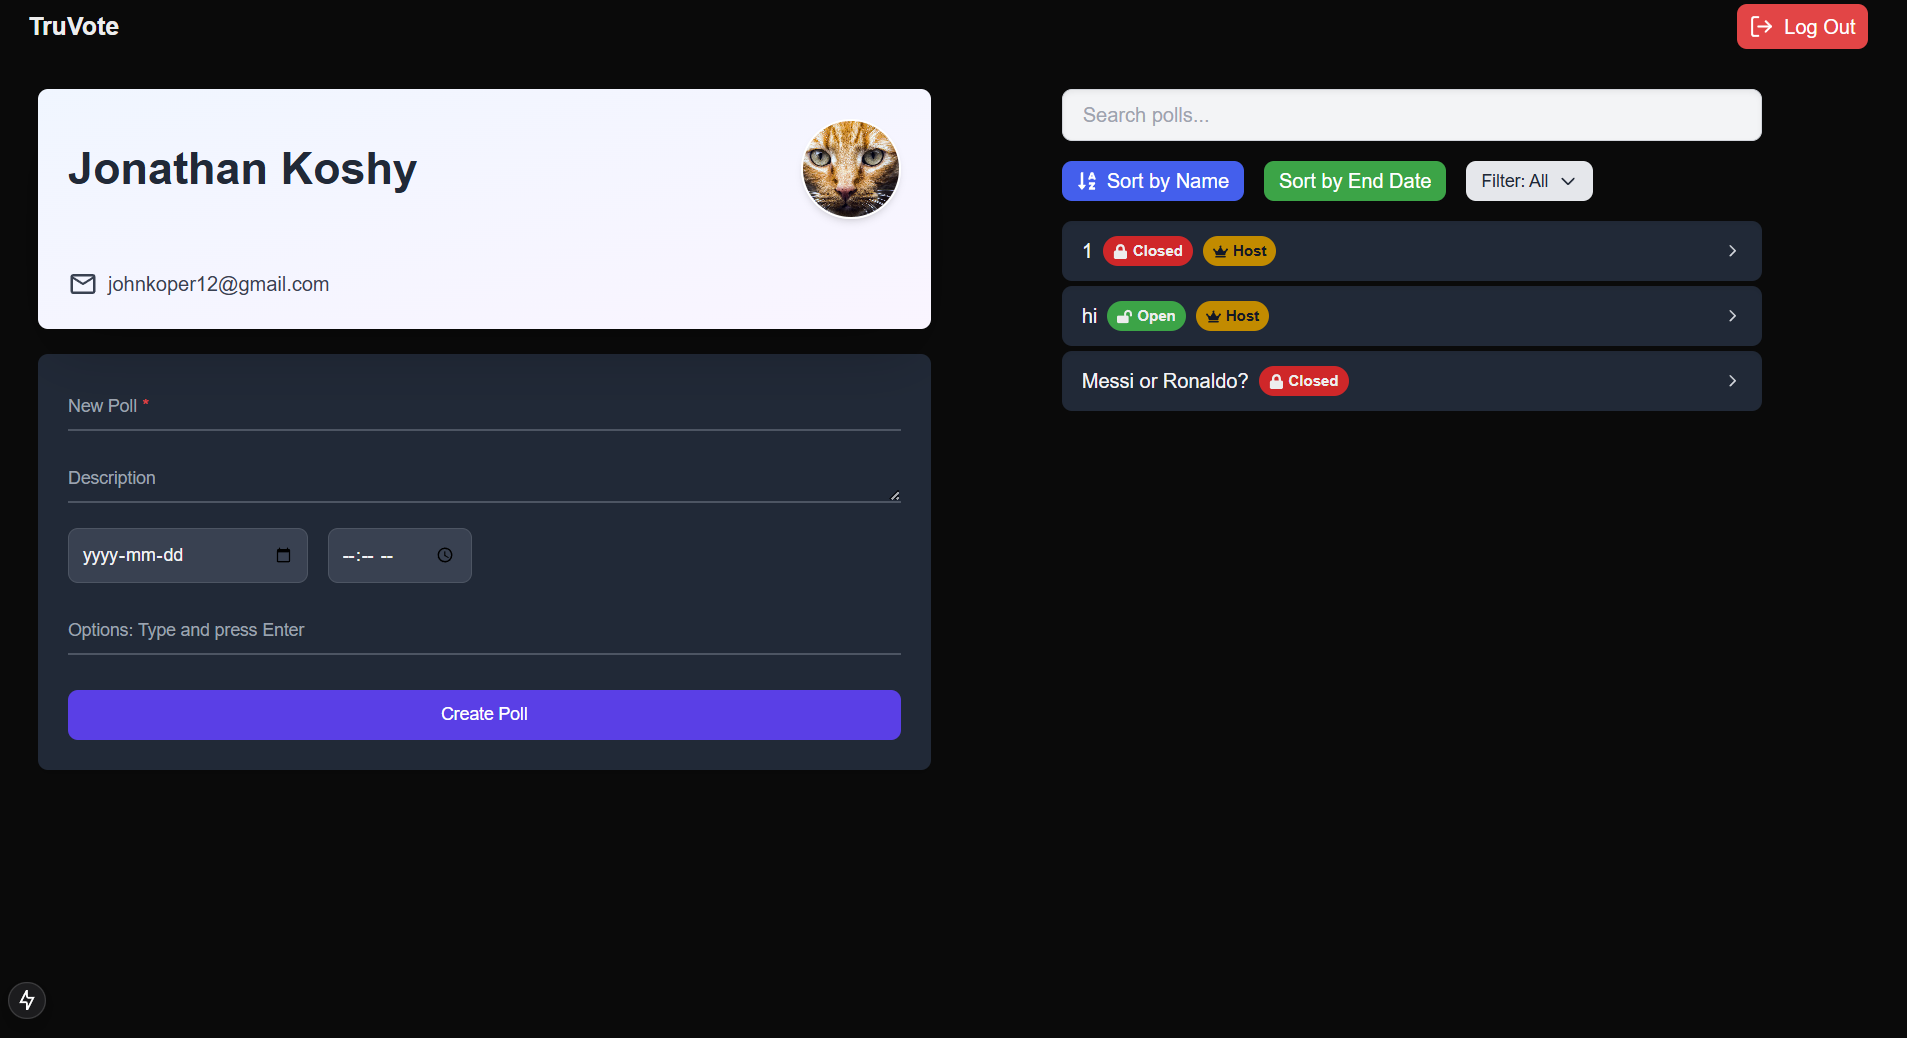 TruVote
Log Out
Jonathan Koshy
johnkoper12@gmail.com
New Poll *
Description
yyyy-mm-dd
--:-- --
Options: Type and press Enter
Create Poll
Search polls...
Sort by Name
Sort by End Date
Filter: All
1 Closed Host
hi Open Host
Messi or Ronaldo? Closed